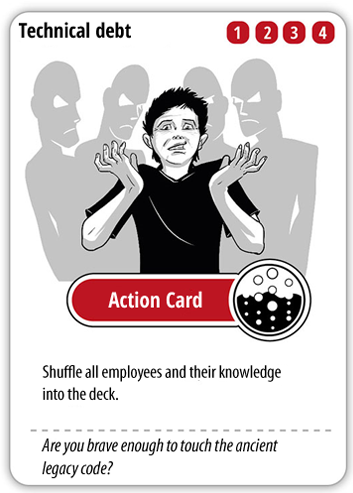 Technical debt
1 2 3 4
Action Card
Shuffle all employees and their knowledge
into the deck.
Are you brave enough to touch the ancient
legacy code?